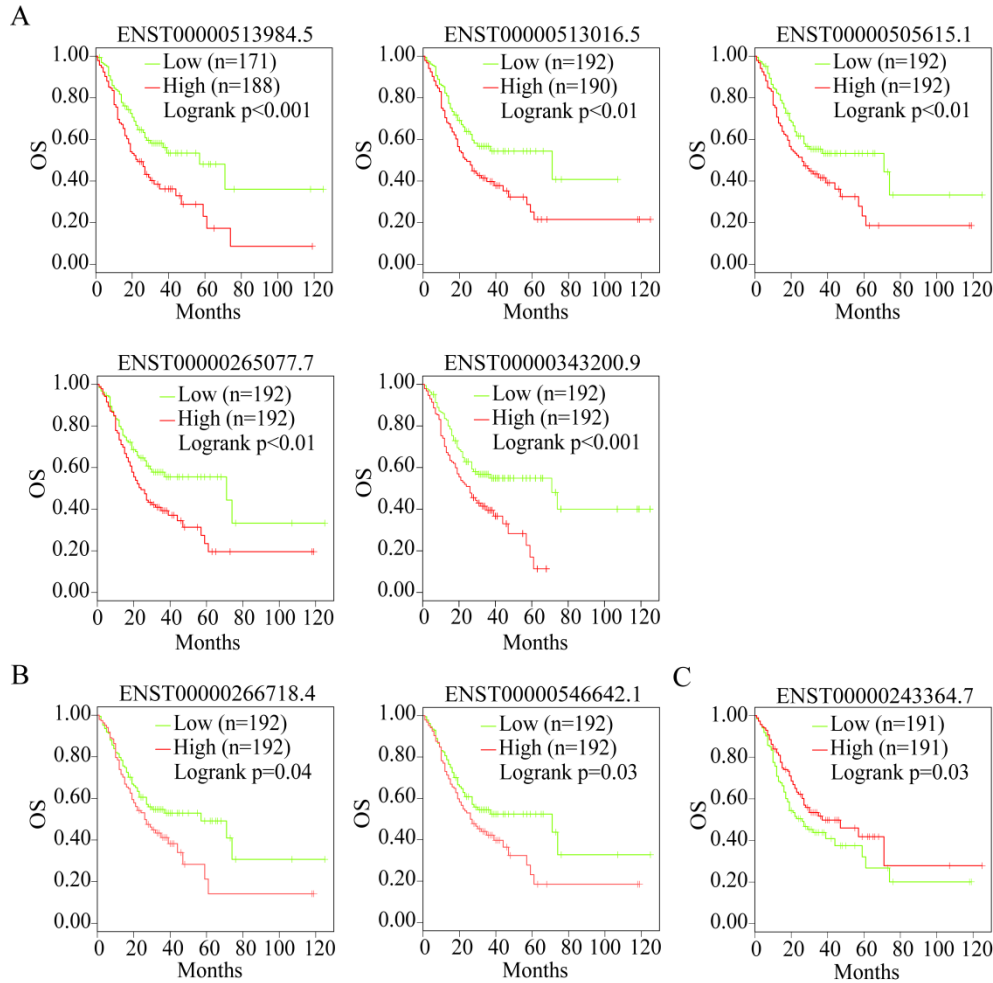 A
ENST00000513984.5
Low (n=171)
High (n=188)
Logrank p<0.001
OS
1.00
0.80
0.60
0.40
0.20
0.00
0 20 40 60 80 100 120
Months
ENST00000513016.5
Low (n=192)
High (n=190)
Logrank p<0.01
OS
1.00
0.80
0.60
0.40
0.20
0.00
0 20 40 60 80 100 120
Months
ENST00000505615.1
Low (n=192)
High (n=192)
Logrank p<0.01
OS
1.00
0.80
0.60
0.40
0.20
0.00
0 20 40 60 80 100 120
Months
ENST00000265077.7
Low (n=192)
High (n=192)
Logrank p<0.01
OS
1.00
0.80
0.60
0.40
0.20
0.00
0 20 40 60 80 100 120
Months
ENST00000343200.9
Low (n=192)
High (n=192)
Logrank p<0.001
OS
1.00
0.80
0.60
0.40
0.20
0.00
0 20 40 60 80 100 120
Months
B
ENST00000266718.4
Low (n=192)
High (n=192)
Logrank p=0.04
OS
1.00
0.80
0.60
0.40
0.20
0.00
0 20 40 60 80 100 120
Months
ENST00000546642.1
Low (n=192)
High (n=192)
Logrank p=0.03
OS
1.00
0.80
0.60
0.40
0.20
0.00
0 20 40 60 80 100 120
Months
C
ENST00000243364.7
Low (n=191)
High (n=191)
Logrank p=0.03
OS
1.00
0.80
0.60
0.40
0.20
0.00
0 20 40 60 80 100 120
Months